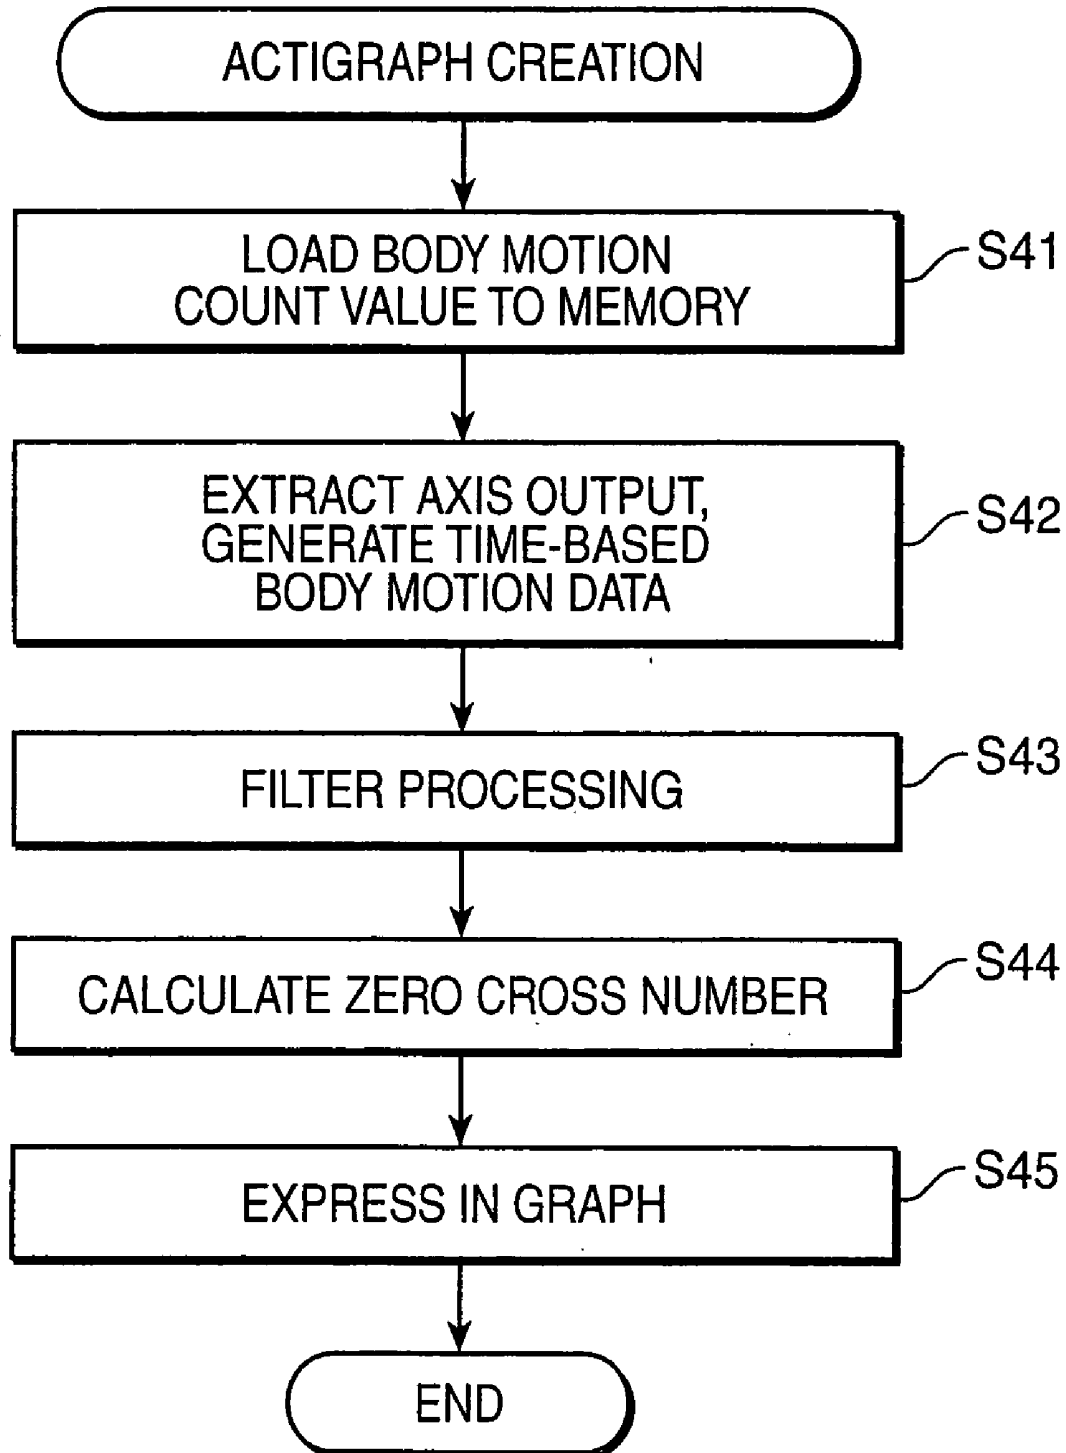 ACTIGRAPH CREATION
LOAD BODY MOTION
COUNT VALUE TO MEMORY
S41
EXTRACT AXIS OUTPUT,
GENERATE TIME-BASED
BODY MOTION DATA
S42
FILTER PROCESSING
S43
CALCULATE ZERO CROSS NUMBER
S44
EXPRESS IN GRAPH
S45
END